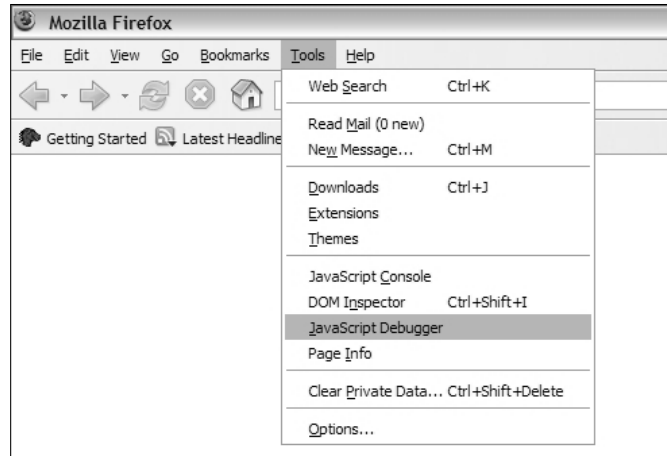 Mozilla Firefox
File Edit View Go Bookmarks Tools Help
Web Search Ctrl+K
Read Mail (0 new)
New Message... Ctrl+M
Getting Started Latest Headline
Downloads Ctrl+J
Extensions
Themes
JavaScript Console
DOM Inspector Ctrl+Shift+I
JavaScript Debugger
Page Info
Clear Private Data... Ctrl+Shift+Delete
Options...